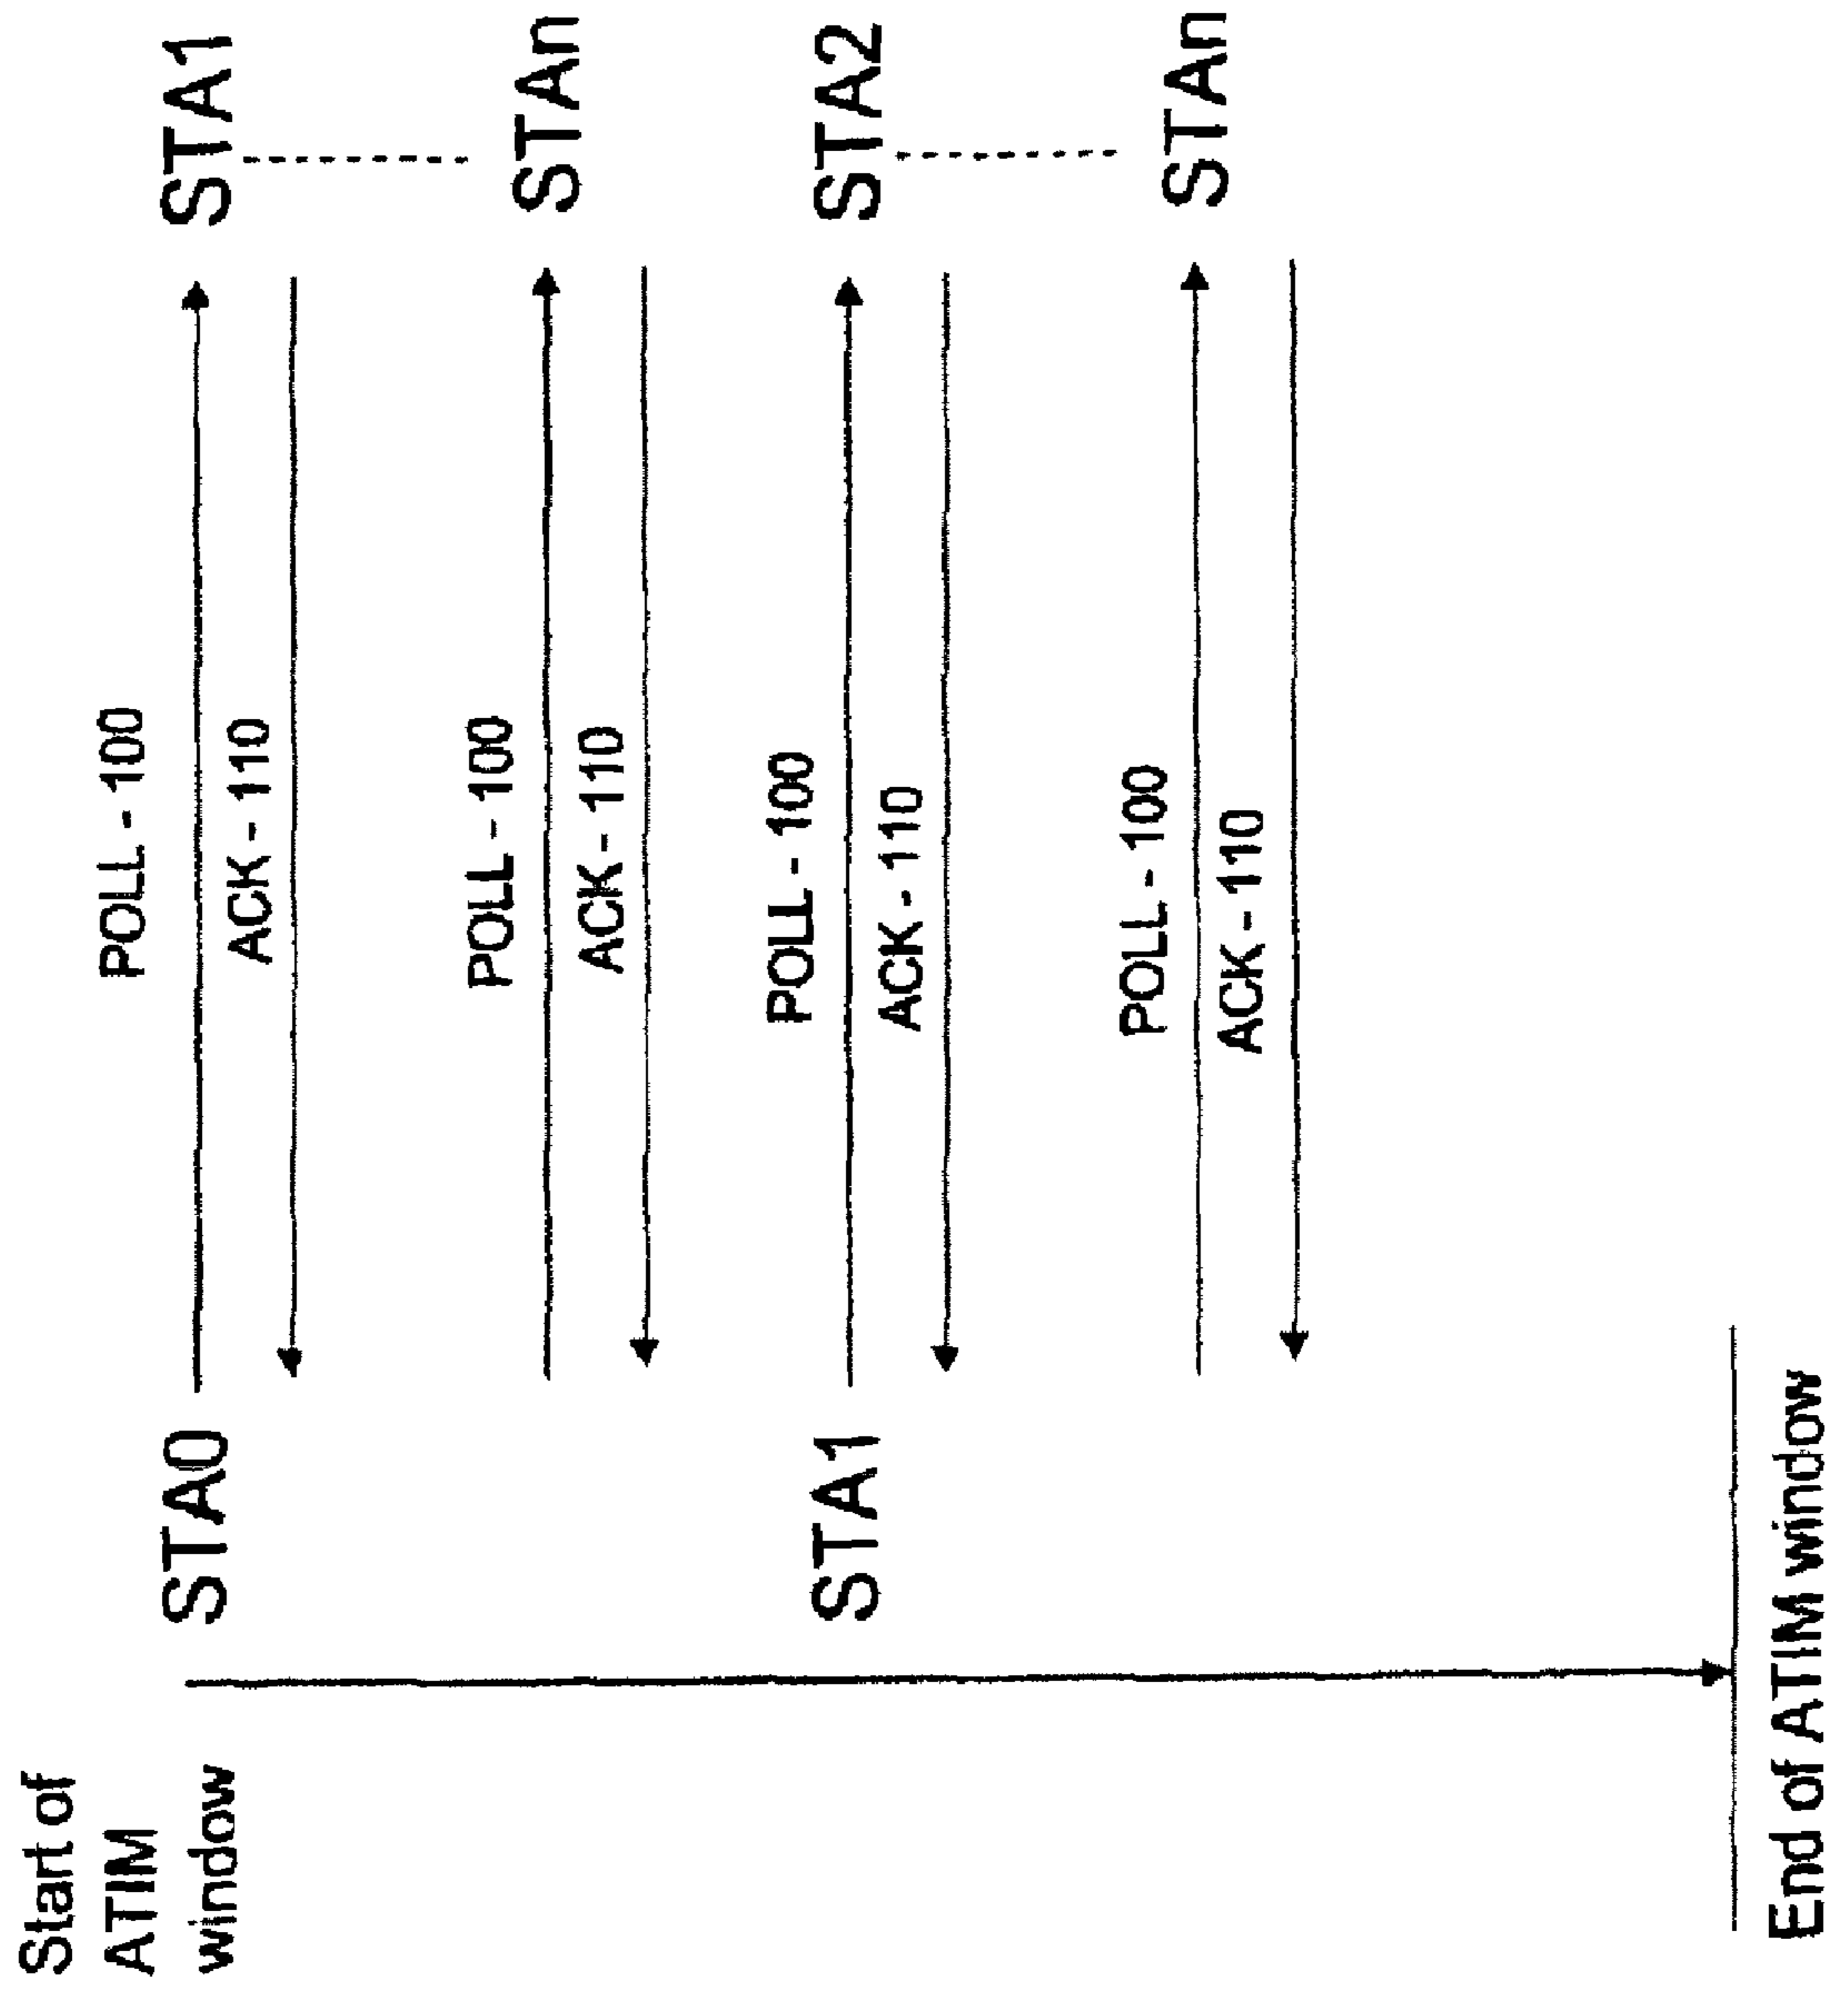 Start of
ATIM
window
STA0
POLL - 100
ACK - 110
STA1
POLL - 100
ACK - 110
STAn
STA1
POLL - 100
ACK - 110
STA2
POLL - 100
ACK - 110
STAn
End of ATIM window